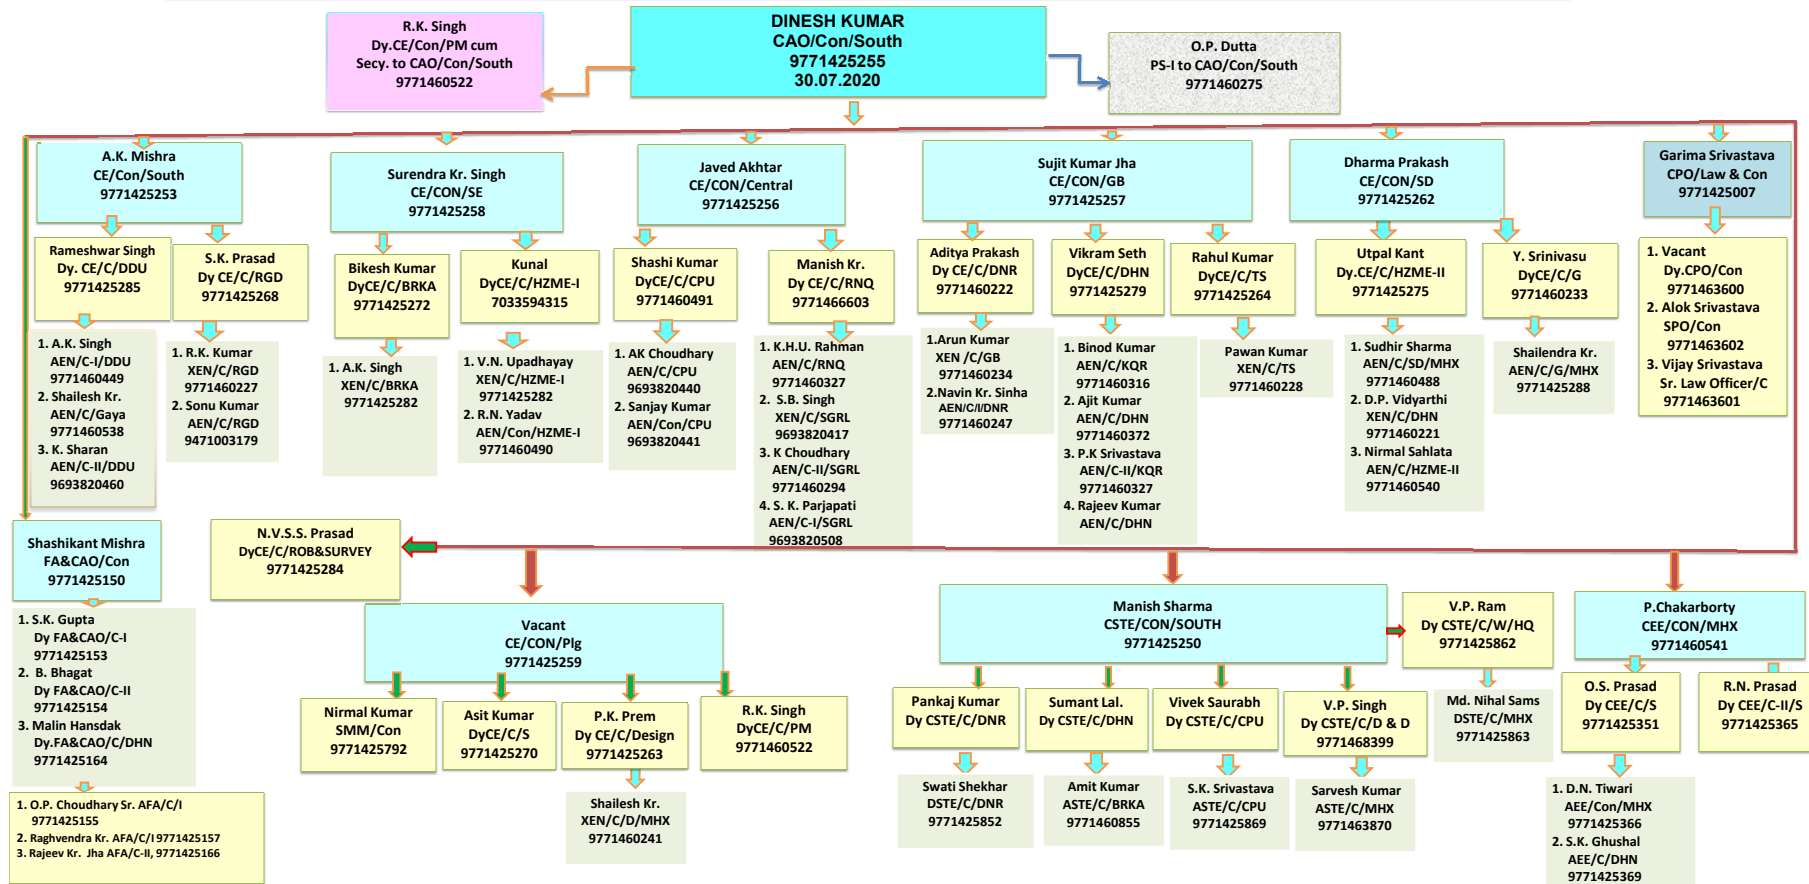 R.K. Singh
Dy.CE/Con/PM cum
Secy. to CAO/Con/South
9771460522
DINESH KUMAR
CAO/Con/South
9771425255
30.07.2020
O.P. Dutta
PS-I to CAO/Con/South
9771460275
A.K. Mishra
CE/Con/South
9771425253
Surendra Kr. Singh
CE/CON/SE
9771425258
Javed Akhtar
CE/CON/Central
9771425256
Sujit Kumar Jha
CE/CON/GB
9771425257
Dharma Prakash
CE/CON/SD
9771425262
Garima Srivastava
CPO/Law & Con
9771425007
Rameshwar Singh
Dy. CE/C/DDU
9771425285
S.K. Prasad
Dy CE/C/RGD
9771425268
Bikesh Kumar
DyCE/C/BRKA
9771425272
Kunal
DyCE/C/HZME-I
7033594315
Shashi Kumar
DyCE/C/CPU
9771460491
Manish Kr.
Dy CE/C/RNQ
9771466603
Aditya Prakash
Dy CE/C/DNR
9771460222
Vikram Seth
DyCE/C/DHN
9771425279
Rahul Kumar
DyCE/C/TS
9771425264
Utpal Kant
Dy.CE/C/HZME-II
9771425275
Y. Srinivasu
DyCE/C/G
9771460233
1. Vacant
Dy.CPO/Con
9771463600
2. Alok Srivastava
SPO/Con
9771463602
3. Vijay Srivastava
Sr. Law Officer/C
9771463601
1. A.K. Singh
AEN/C-I/DDU
9771460449
2. Shailesh Kr.
AEN/C/Gaya
9771460538
3. K. Sharan
AEN/C-II/DDU
9693820460
1. R.K. Kumar
XEN/C/RGD
9771460227
2. Sonu Kumar
AEN/C/RGD
9471003179
1. A.K. Singh
XEN/C/BRKA
9771425282
1. V.N. Upadhayay
XEN/C/HZME-I
9771425282
2. R.N. Yadav
AEN/Con/HZME-I
9771460490
1. AK Choudhary
AEN/C/CPU
9693820440
2. Sanjay Kumar
AEN/Con/CPU
9693820441
1. K.H.U. Rahman
AEN/C/RNQ
9771460327
2. S.B. Singh
XEN/C/SGRL
9693820417
3. K Choudhary
AEN/C-II/SGRL
9771460294
4. S. K. Parjapati
AEN/C-I/SGRL
9693820508
1.Arun Kumar
XEN /C/GB
9771460234
2.Navin Kr. Sinha
AEN/C/I/DNR
9771460247
1. Binod Kumar
AEN/C/KQR
9771460316
2. Ajit Kumar
AEN/C/DHN
9771460372
3. P.K Srivastava
AEN/C-II/KQR
9771460327
4. Rajeev Kumar
AEN/C/DHN
Pawan Kumar
XEN/C/TS
9771460228
1. Sudhir Sharma
AEN/C/SD/MHX
9771460488
2. D.P. Vidyarthi
XEN/C/DHN
9771460221
3. Nirmal Sahlata
AEN/C/HZME-II
9771460540
Shailendra Kr.
AEN/C/G/MHX
9771425288
Shashikant Mishra
FA&CAO/Con
9771425150
N.V.S.S. Prasad
DyCE/C/ROB&SURVEY
9771425284
Vacant
CE/CON/Plg
9771425259
Manish Sharma
CSTE/CON/SOUTH
9771425250
V.P. Ram
Dy CSTE/C/W/HQ
9771425862
P.Chakarborty
CEE/CON/MHX
9771460541
1. S.K. Gupta
Dy FA&CAO/C-I
9771425153
2. B. Bhagat
Dy FA&CAO/C-II
9771425154
3. Malin Hansdak
Dy.FA&CAO/C/DHN
9771425164
Nirmal Kumar
SMM/Con
9771425792
Asit Kumar
DyCE/C/S
9771425270
P.K. Prem
Dy CE/C/Design
9771425263
R.K. Singh
DyCE/C/PM
9771460522
Pankaj Kumar
Dy CSTE/C/DNR
Sumant Lal.
Dy CSTE/C/DHN
Vivek Saurabh
Dy CSTE/C/CPU
V.P. Singh
Dy CSTE/C/D & D
9771468399
Md. Nihal Sams
DSTE/C/MHX
9771425863
O.S. Prasad
Dy CEE/C/S
9771425351
R.N. Prasad
Dy CEE/C-II/S
9771425365
1. O.P. Choudhary Sr. AFA/C/I
9771425155
2. Raghvendra Kr. AFA/C/I 9771425157
3. Rajeev Kr. Jha AFA/C-II, 9771425166
Shailesh Kr.
XEN/C/D/MHX
9771460241
Swati Shekhar
DSTE/C/DNR
9771425852
Amit Kumar
ASTE/C/BRKA
9771460855
S.K. Srivastava
ASTE/C/CPU
9771425869
Sarvesh Kumar
ASTE/C/MHX
9771463870
1. D.N. Tiwari
AEE/Con/MHX
9771425366
2. S.K. Ghushal
AEE/C/DHN
9771425369